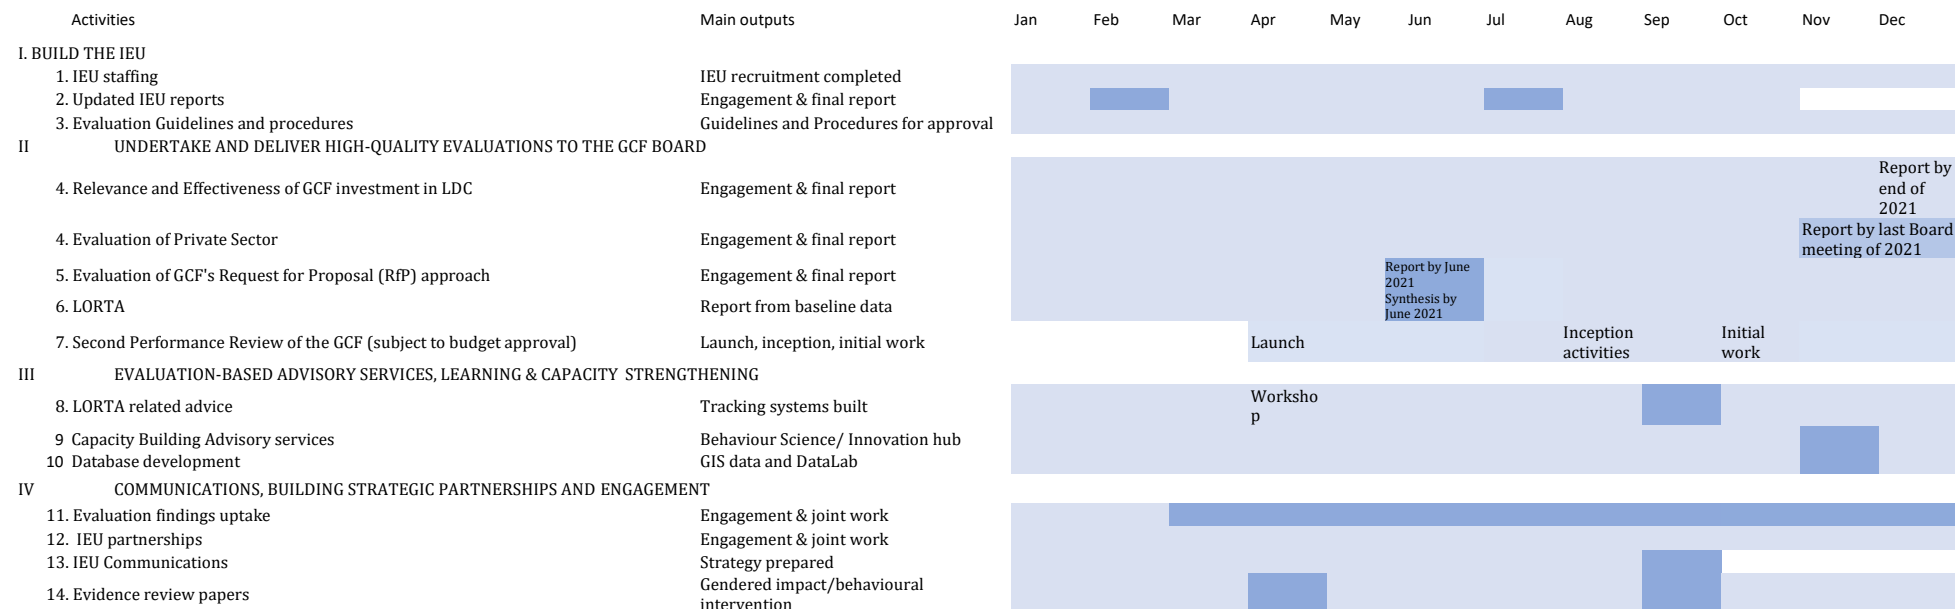 Activities Main outputs Jan Feb Mar Apr May Jun Jul Aug Sep Oct Nov Dec
I. BUILD THE IEU
1. IEU staffing IEU recruitment completed
2. Updated IEU reports Engagement & final report
3. Evaluation Guidelines and procedures Guidelines and Procedures for approval
II UNDERTAKE AND DELIVER HIGH-QUALITY EVALUATIONS TO THE GCF BOARD
4. Relevance and Effectiveness of GCF investment in LDC Engagement & final report
Report by
end of
2021
4. Evaluation of Private Sector Engagement & final report
Report by last Board
meeting of 2021
5. Evaluation of GCF's Request for Proposal (RfP) approach Engagement & final report
Report by June
2021
6. LORTA Report from baseline data
Synthesis by
June 2021
7. Second Performance Review of the GCF (subject to budget approval) Launch, inception, initial work Launch
Inception
activities
Initial
work
III EVALUATION-BASED ADVISORY SERVICES, LEARNING & CAPACITY STRENGTHENING
8. LORTA related advice Tracking systems built
Worksho
p
9 Capacity Building Advisory services Behaviour Science/ Innovation hub
10 Database development GIS data and DataLab
IV COMMUNICATIONS, BUILDING STRATEGIC PARTNERSHIPS AND ENGAGEMENT
11. Evaluation findings uptake Engagement & joint work
12. IEU partnerships Engagement & joint work
13. IEU Communications Strategy prepared
14. Evidence review papers
Gendered impact/behavioural
intervention